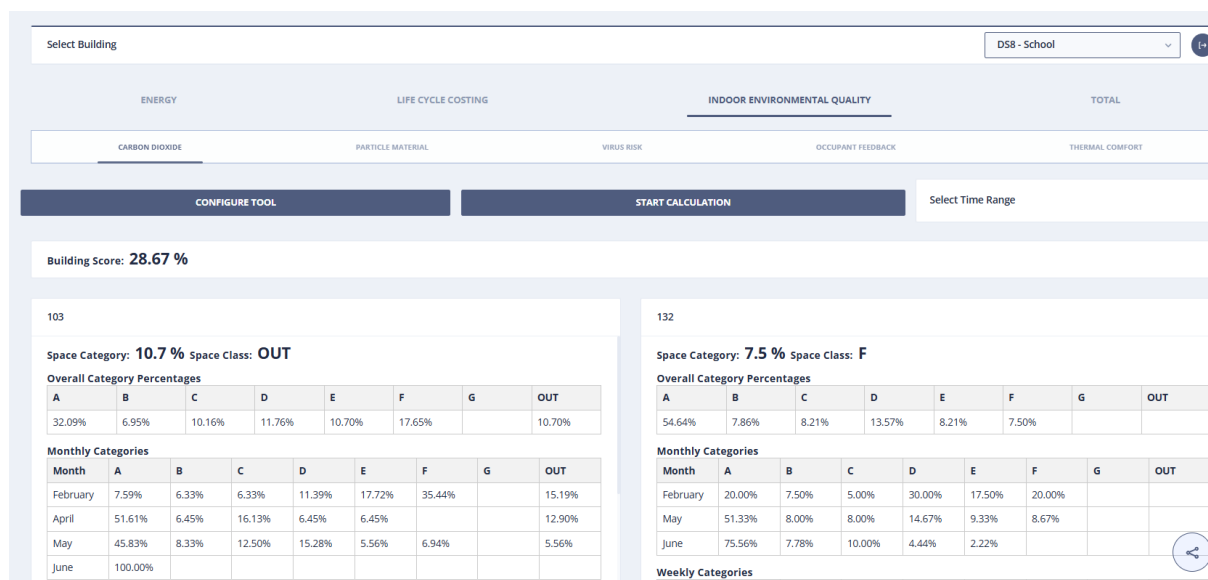 Select Building
DS8 - School
ENERGY LIFE CYCLE COSTING INDOOR ENVIRONMENTAL QUALITY TOTAL
CARBON DIOXIDE PARTICLE MATERIAL VIRUS RISK OCCUPANT FEEDBACK THERMAL COMFORT
CONFIGURE TOOL START CALCULATION Select Time Range
Building Score: 28.67 %
103
Space Category: 10.7 % Space Class: OUT
Overall Category Percentages
A B C D E F G OUT
32.09% 6.95% 10.16% 11.76% 10.70% 17.65% 10.70%
Monthly Categories
Month A B C D E F G OUT
February 7.59% 6.33% 6.33% 11.39% 17.72% 35.44% 15.19%
April 51.61% 6.45% 16.13% 6.45% 6.45% 12.90%
May 45.83% 8.33% 12.50% 15.28% 5.56% 6.94% 5.56%
June 100.00%
132
Space Category: 7.5 % Space Class: F
Overall Category Percentages
A B C D E F G OUT
54.64% 7.86% 8.21% 13.57% 8.21% 7.50%
Monthly Categories
Month A B C D E F G OUT
February 20.00% 7.50% 5.00% 30.00% 17.50% 20.00%
May 51.33% 8.00% 8.00% 14.67% 9.33% 8.67%
June 75.56% 7.78% 10.00% 4.44% 2.22%
Weekly Categories